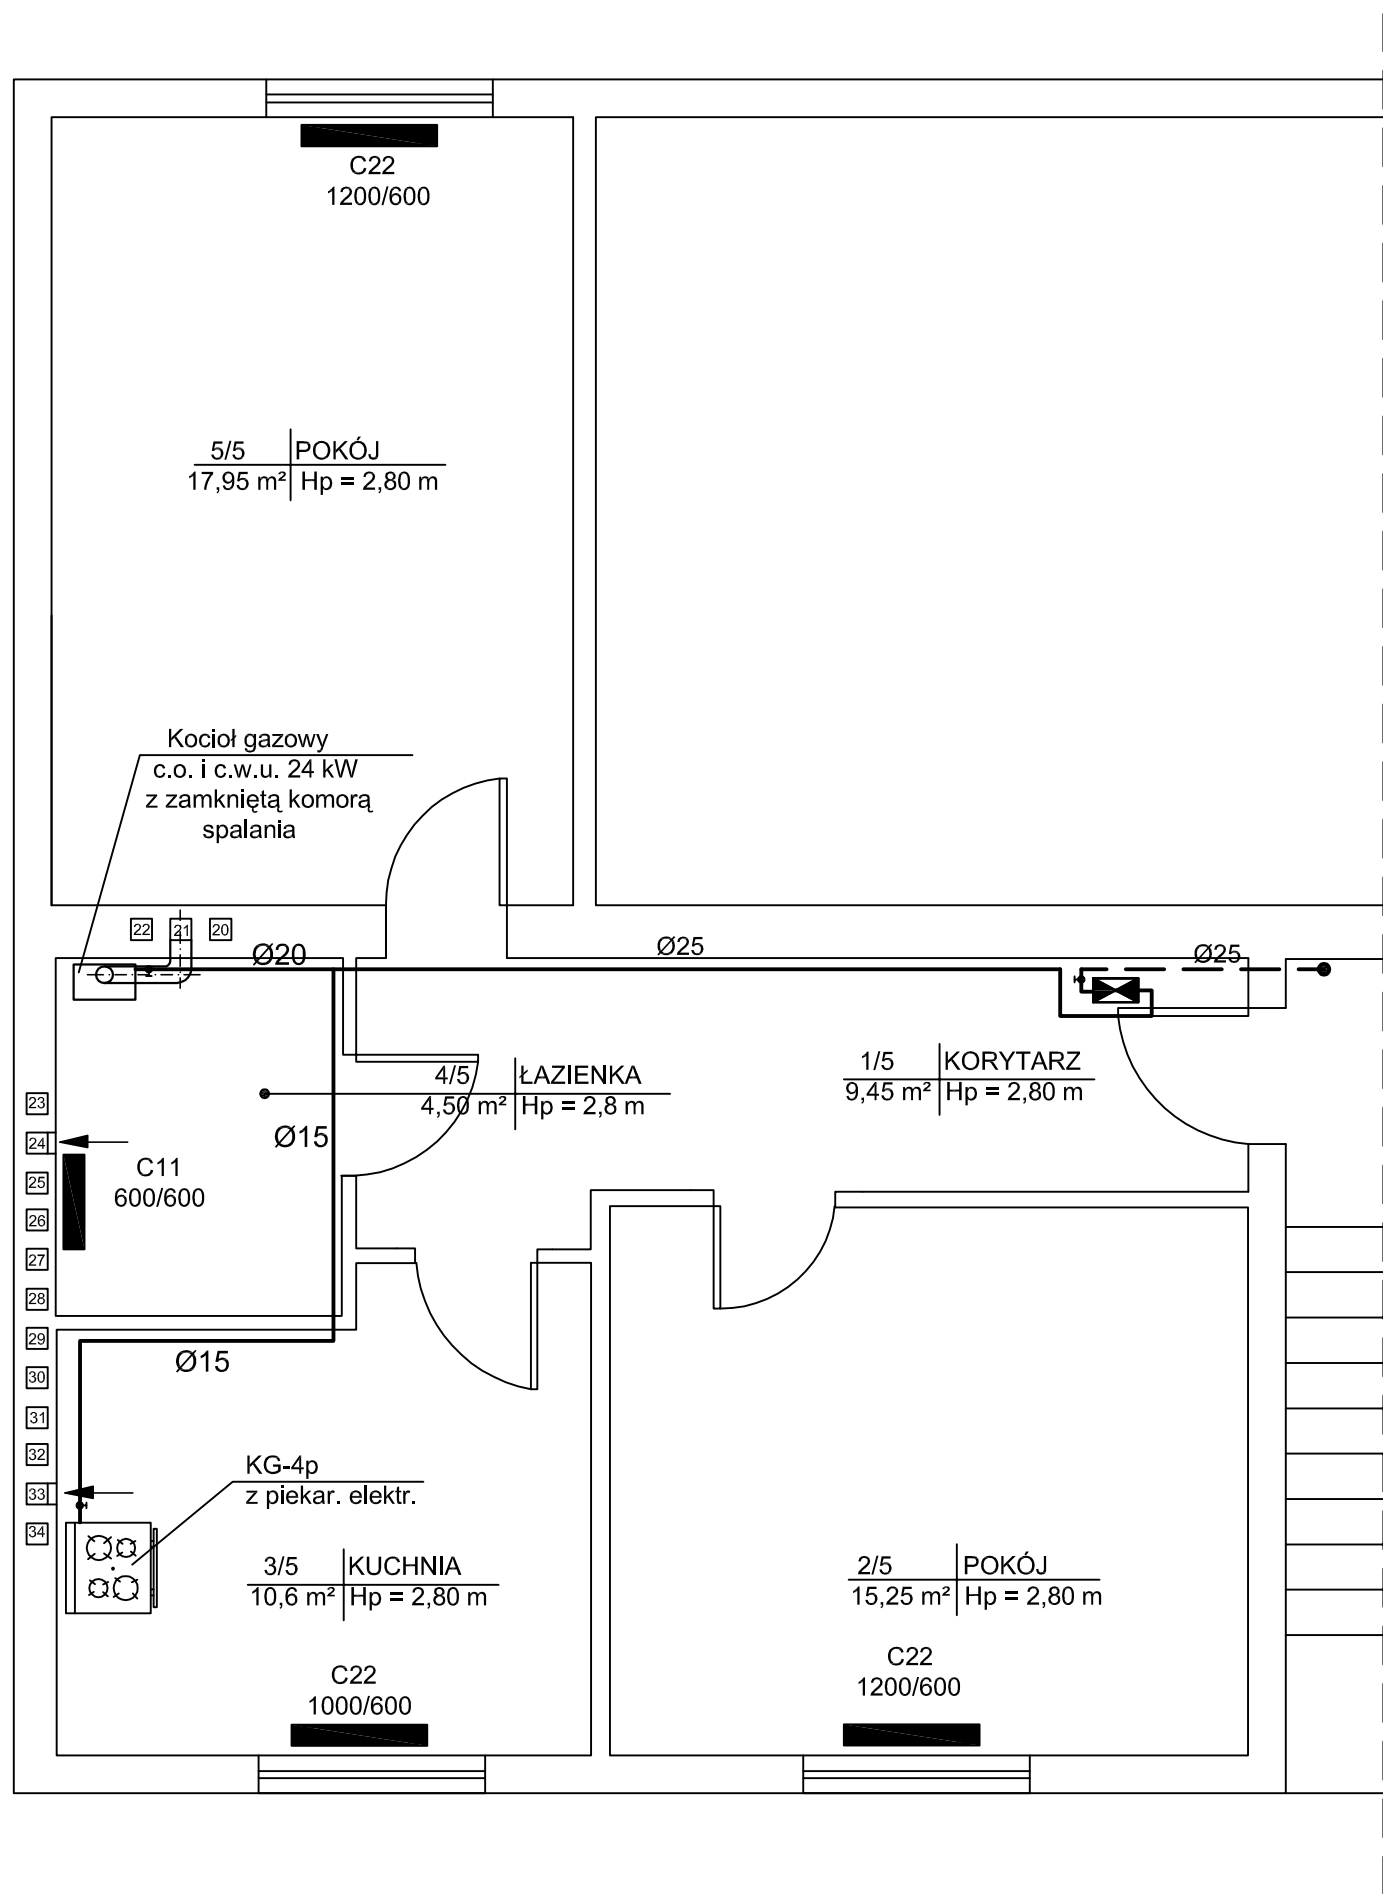 C22
1200/600
5/5 POKÓJ
17,95 m² Hp = 2,80 m
Kocioł gazowy
c.o. i c.w.u. 24 kW
z zamkniętą komorą
spalania
22 21 20
Ø20
Ø25
Ø25
4/5 ŁAZIENKA
4,50 m² Hp = 2,8 m
1/5 KORYTARZ
9,45 m² Hp = 2,80 m
Ø15
C11
600/600
23
24
25
26
27
28
29
30
31
32
33
34
Ø15
KG-4p
z piekar. elektr.
3/5 KUCHNIA
10,6 m² Hp = 2,80 m
2/5 POKÓJ
15,25 m² Hp = 2,80 m
C22
1000/600
C22
1200/600